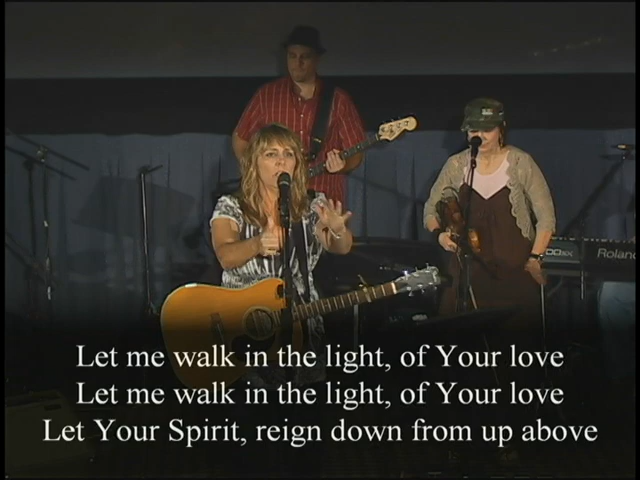 Let me walk in the light, of Your love
Let me walk in the light, of Your love
Let Your Spirit, reign down from up above
Roland